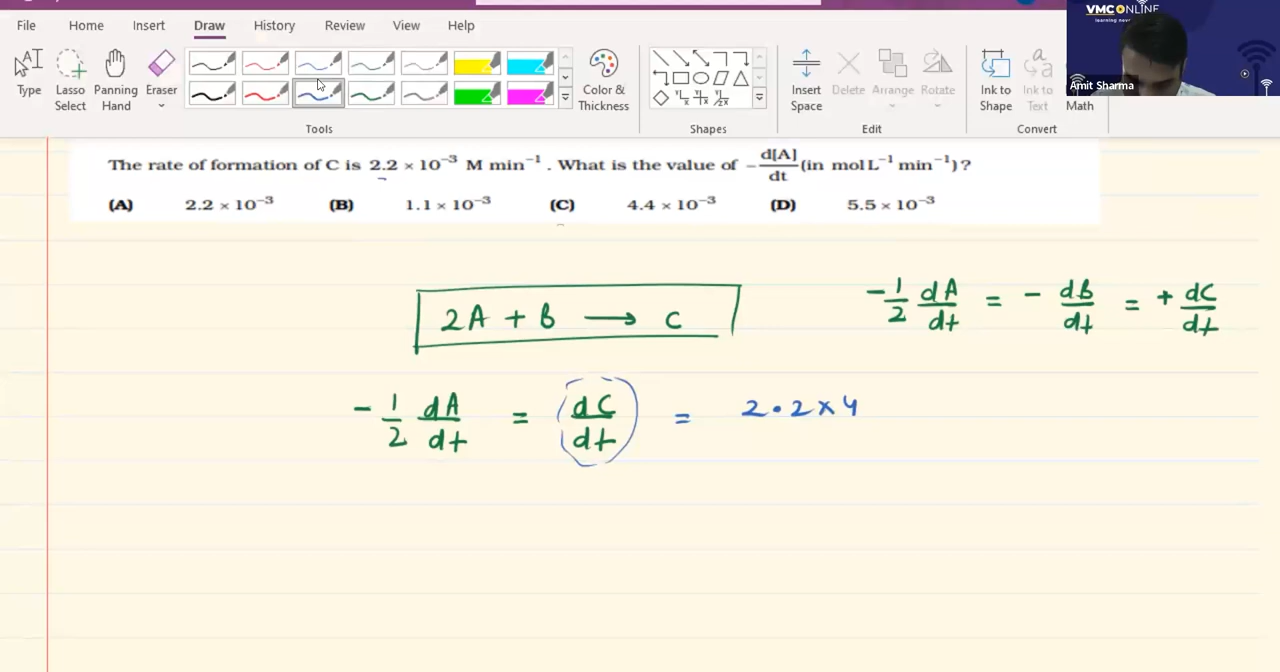 File Home Insert Draw History Review View Help
VMC ONLINE
Type Lasso Select Panning Hand Eraser Color & Thickness Insert Space Delete Arrange Rotate Ink to Shape Ink to Text Math
Amit Sharma
Tools Shapes Edit Convert
The rate of formation of C is 2.2 × 10⁻³ M min⁻¹. What is the value of −d[A]/dt (in mol L⁻¹ min⁻¹)?
(A) 2.2 × 10⁻³ (B) 1.1 × 10⁻³ (C) 4.4 × 10⁻³ (D) 5.5 × 10⁻³
2A + B ⟶ C
−1/2 dA/dt = − dB/dt = + dC/dt
−1/2 dA/dt = dC/dt = 2.2 × 4